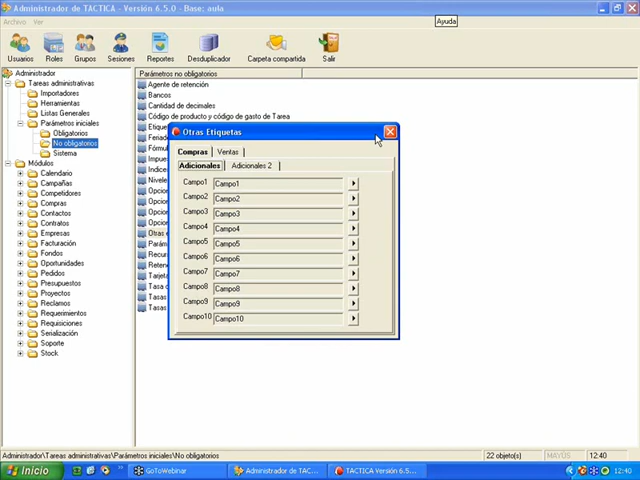 Administrador de TACTICA - Versión 6.5.0 - Base: aula
Archivo Ver
Ayuda
Usuarios Roles Grupos Sesiones Reportes Desduplicador Carpeta compartida Salir
Administrador
Tareas administrativas
Importadores
Herramientas
Listas Generales
Parámetros iniciales
Obligatorios
No obligatorios
Sistema
Módulos
Calendario
Campañas
Competidores
Compras
Contactos
Contratos
Empresas
Facturación
Fondos
Oportunidades
Pedidos
Presupuestos
Proyectos
Reclamos
Requerimientos
Requisiciones
Serialización
Soporte
Stock
Parámetros no obligatorios
Agente de retención
Bancos
Cantidad de decimales
Código de producto y código de gasto de Tarea
Otras Etiquetas
Compras Ventas
Adicionales Adicionales 2
Campo1 Campo1
Campo2 Campo2
Campo3 Campo3
Campo4 Campo4
Campo5 Campo5
Campo6 Campo6
Campo7 Campo7
Campo8 Campo8
Campo9 Campo9
Campo10 Campo10
Administrador\Tareas administrativas\Parámetros iniciales\No obligatorios
22 objeto(s) MAYÚS 12:40
Inicio GoToWebinar Administrador de TAC... TACTICA Versión 6.5... 12:40